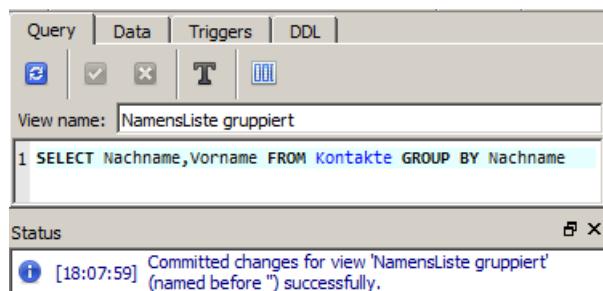 Query Data Triggers DDL
T
View name: NamensListe gruppiert
1 SELECT Nachname,Vorname FROM Kontakte GROUP BY Nachname
Status
[18:07:59] Committed changes for view 'NamensListe gruppiert'
(named before '') successfully.